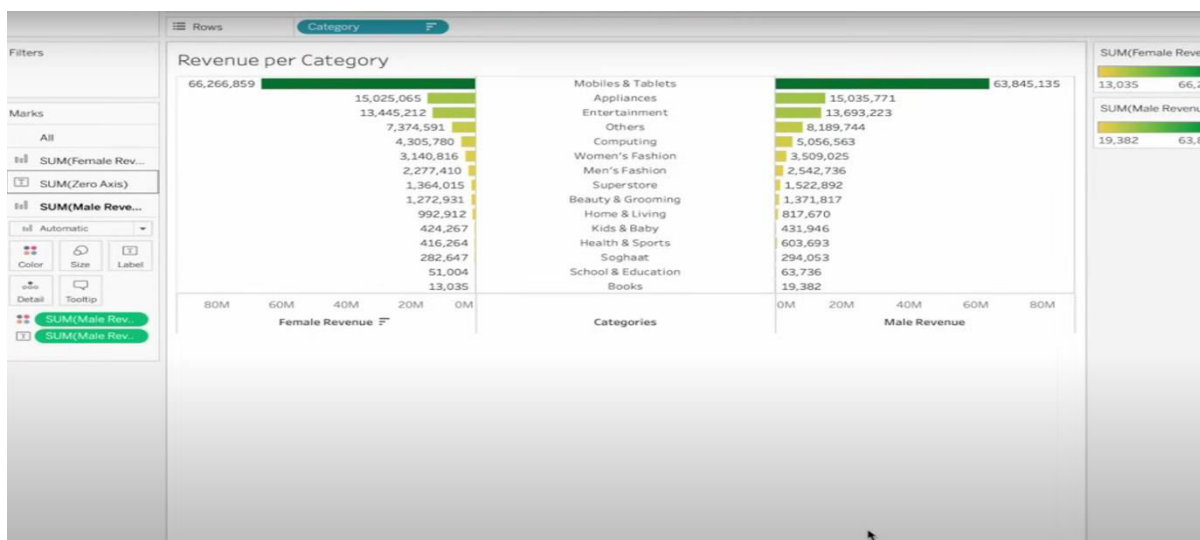 Rows Category
Filters
Revenue per Category
SUM(Female Reve
13,035 66,2
SUM(Male Revenu
19,382 63,8
Marks
All
SUM(Female Rev...
SUM(Zero Axis)
SUM(Male Reve...
Automatic
Color Size Label
Detail Tooltip
SUM(Male Rev..
SUM(Male Rev..
66,266,859 Mobiles & Tablets 63,845,135
15,025,065 Appliances 15,035,771
13,445,212 Entertainment 13,693,223
7,374,591 Others 8,189,744
4,305,780 Computing 5,056,563
3,140,816 Women's Fashion 3,509,025
2,277,410 Men's Fashion 2,542,736
1,364,015 Superstore 1,522,892
1,272,931 Beauty & Grooming 1,371,817
992,912 Home & Living 817,670
424,267 Kids & Baby 431,946
416,264 Health & Sports 603,693
282,647 Soghaat 294,053
51,004 School & Education 63,736
13,035 Books 19,382
80M 60M 40M 20M 0M 0M 20M 40M 60M 80M
Female Revenue Categories Male Revenue